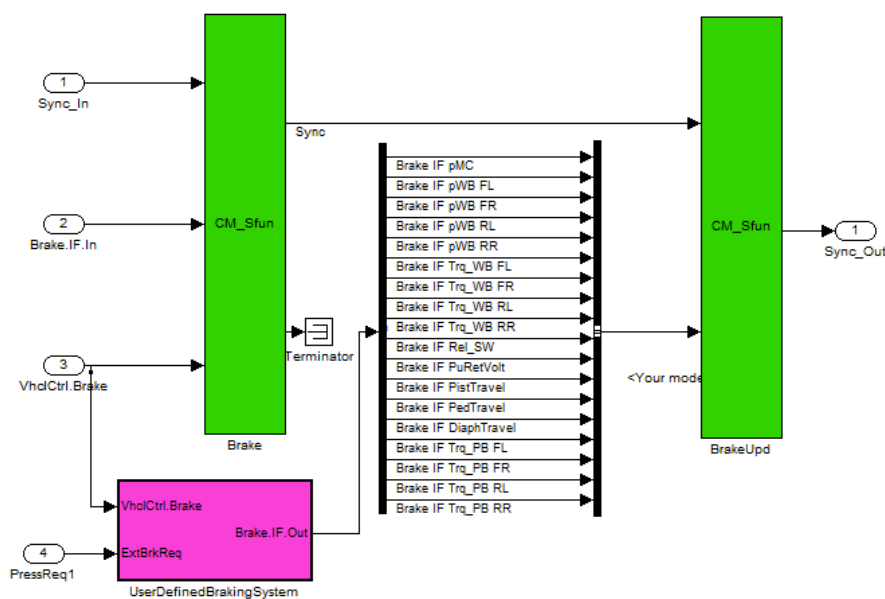 1
Sync_In
2
Brake.IF.In
3
VhclCtrl.Brake
4
PressReq1
CM_Sfun
Brake
Sync
Terminator
VhclCtrl.Brake
ExtBrkReq
Brake.IF.Out
UserDefinedBrakingSystem
Brake IF pMC
Brake IF pWB FL
Brake IF pWB FR
Brake IF pWB RL
Brake IF pWB RR
Brake IF Trq_WB FL
Brake IF Trq_WB FR
Brake IF Trq_WB RL
Brake IF Trq_WB RR
Brake IF Rel_SW
Brake IF PuRetVolt
Brake IF PistTravel
Brake IF PedTravel
Brake IF DiaphTravel
Brake IF Trq_PB FL
Brake IF Trq_PB FR
Brake IF Trq_PB RL
Brake IF Trq_PB RR
<Your mode
CM_Sfun
BrakeUpd
1
Sync_Out